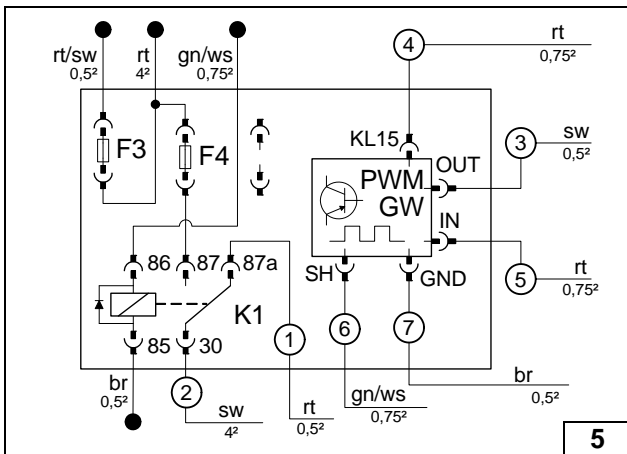 rt/sw
0,5²
rt
4²
gn/ws
0,75²
4
rt
0,75²
F3
F4
KL15
OUT
3
sw
0,5²
PWM
GW
IN
5
rt
0,75²
86
87
87a
SH
GND
K1
85
30
1
6
7
br
0,5²
2
sw
4²
rt
0,5²
gn/ws
0,75²
br
0,5²
5